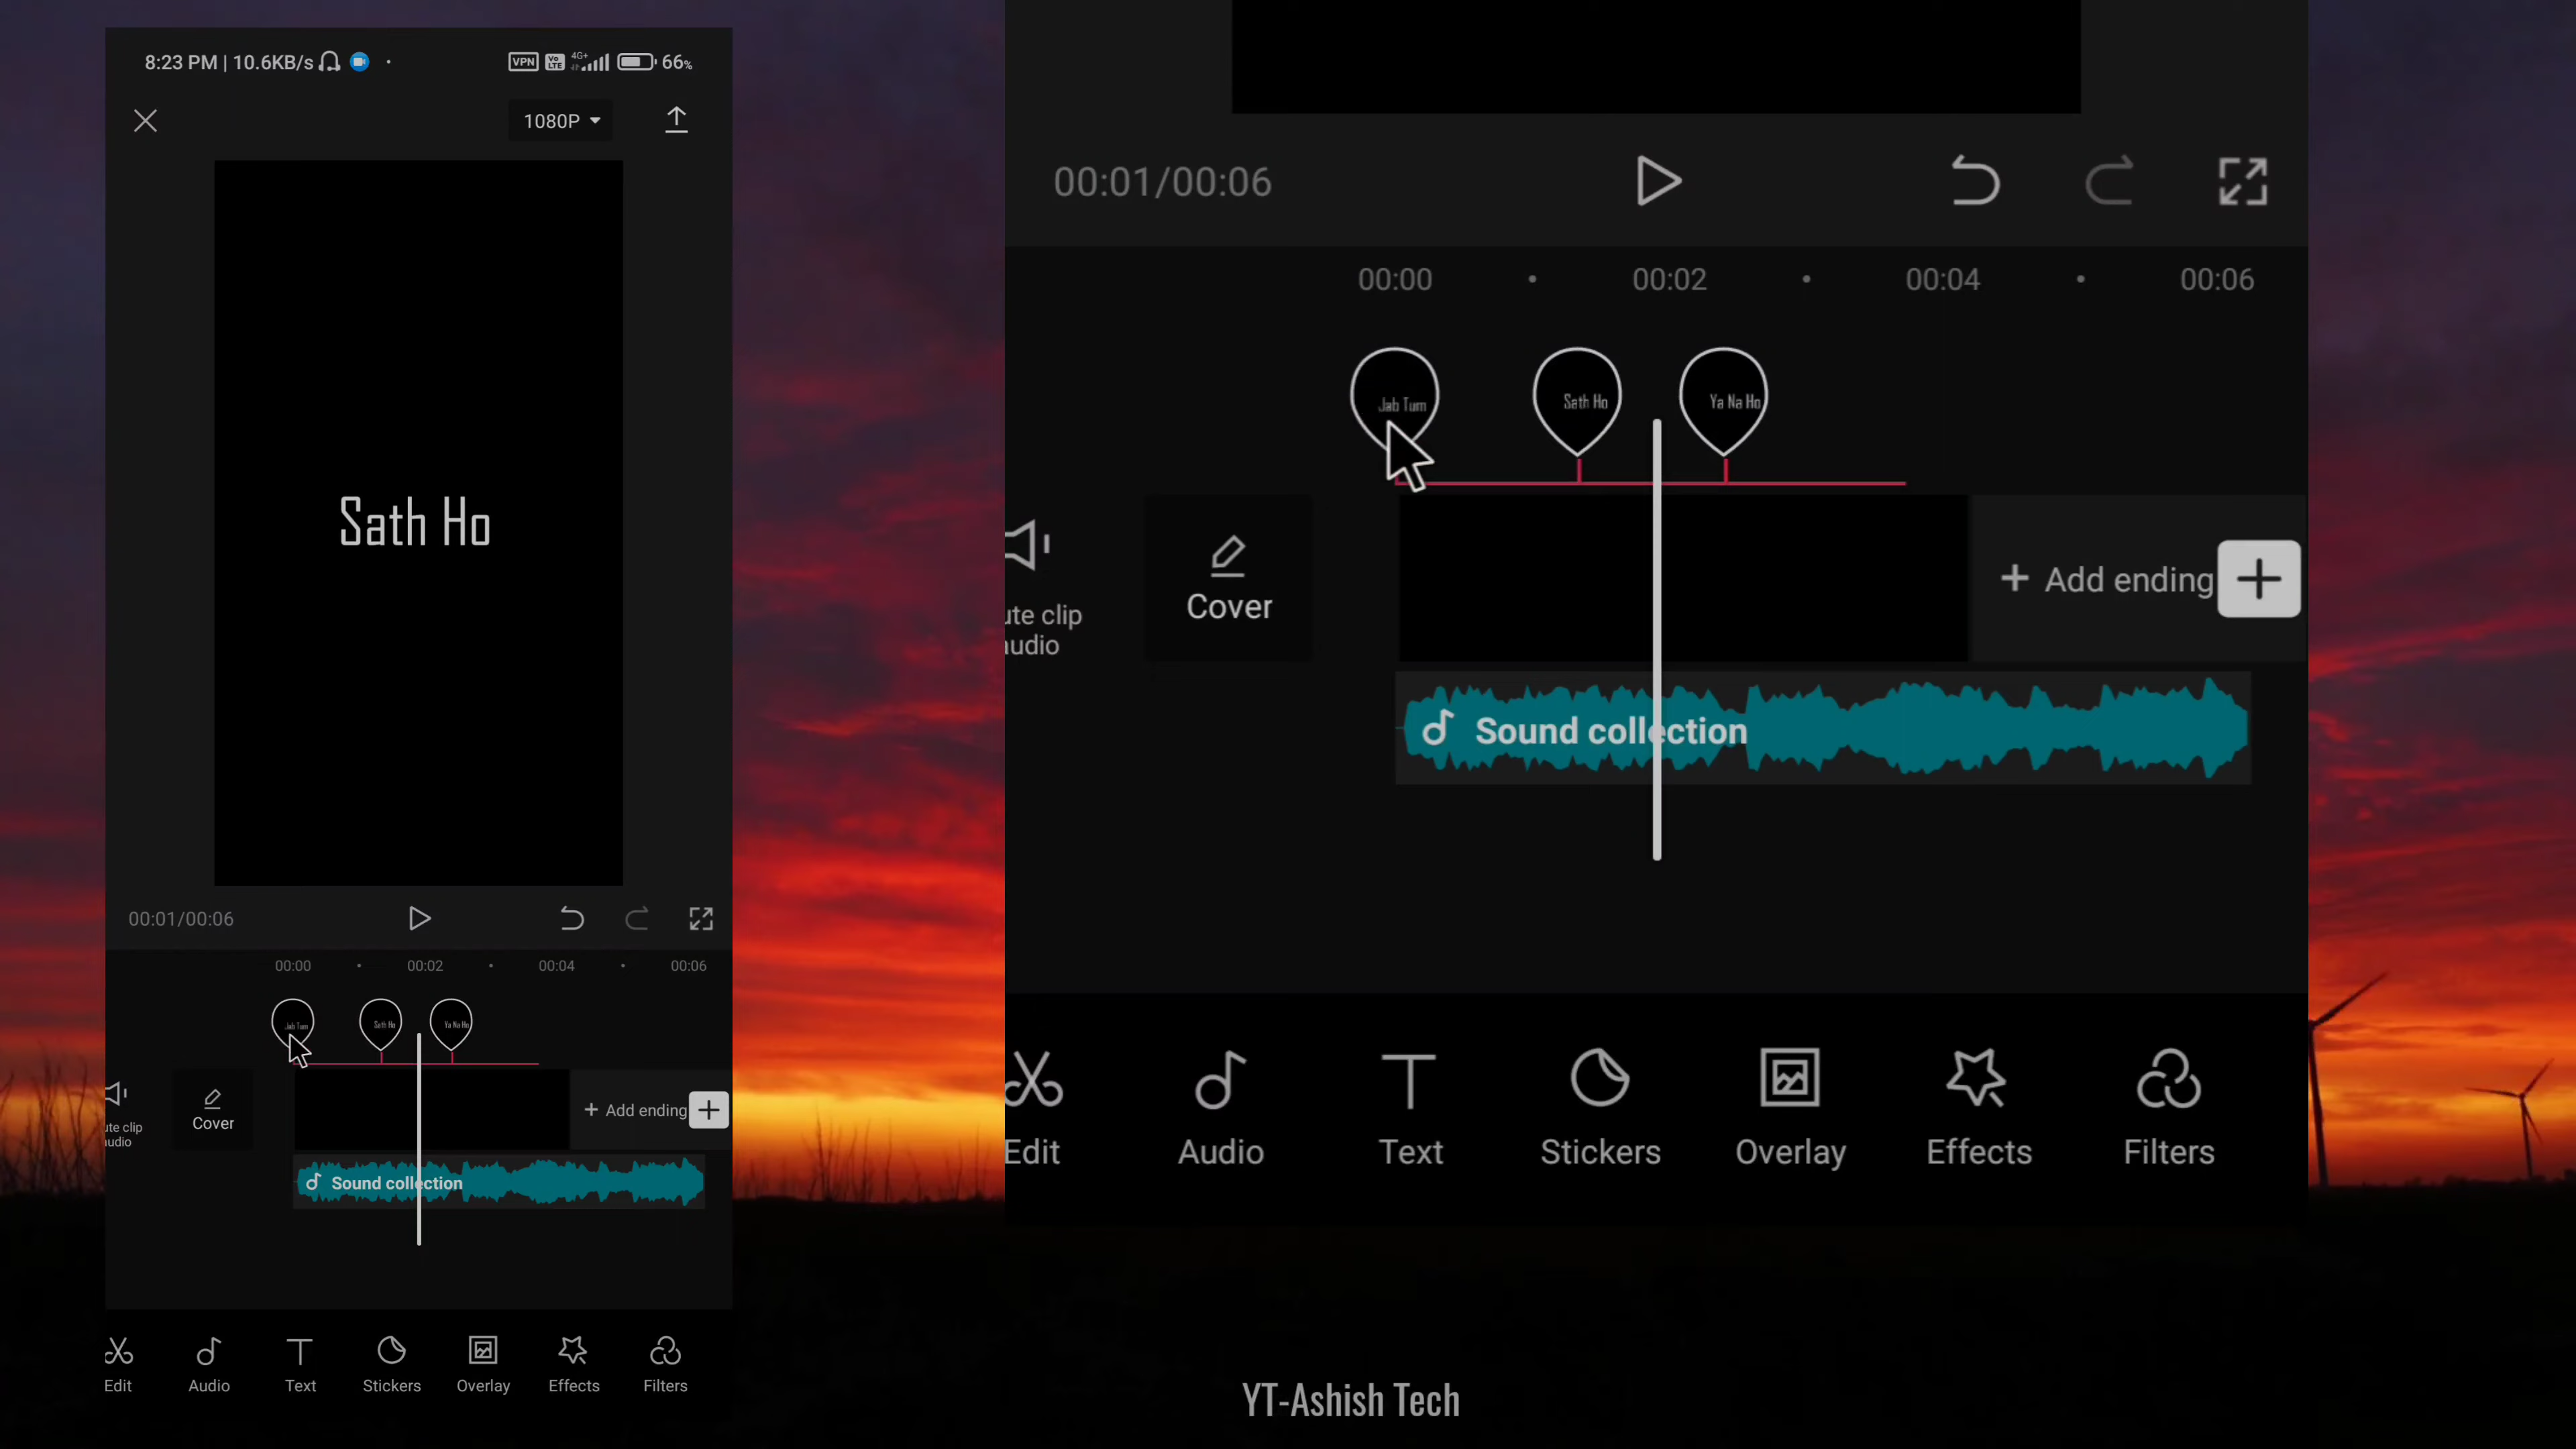 8:23 PM | 10.6KB/s
VPN Vo LTE 4G+ 66%
1080P
Sath Ho
00:01/00:06
00:00 00:02 00:04 00:06
Jab Tum Sath Ho Ya Na Ho
ute clip
udio
Cover
+ Add ending +
Sound collection
Edit Audio Text Stickers Overlay Effects Filters
00:01/00:06
00:00 00:02 00:04 00:06
Jab Tum Sath Ho Ya Na Ho
ute clip
udio
Cover
+ Add ending +
Sound collection
Edit Audio Text Stickers Overlay Effects Filters
YT-Ashish Tech